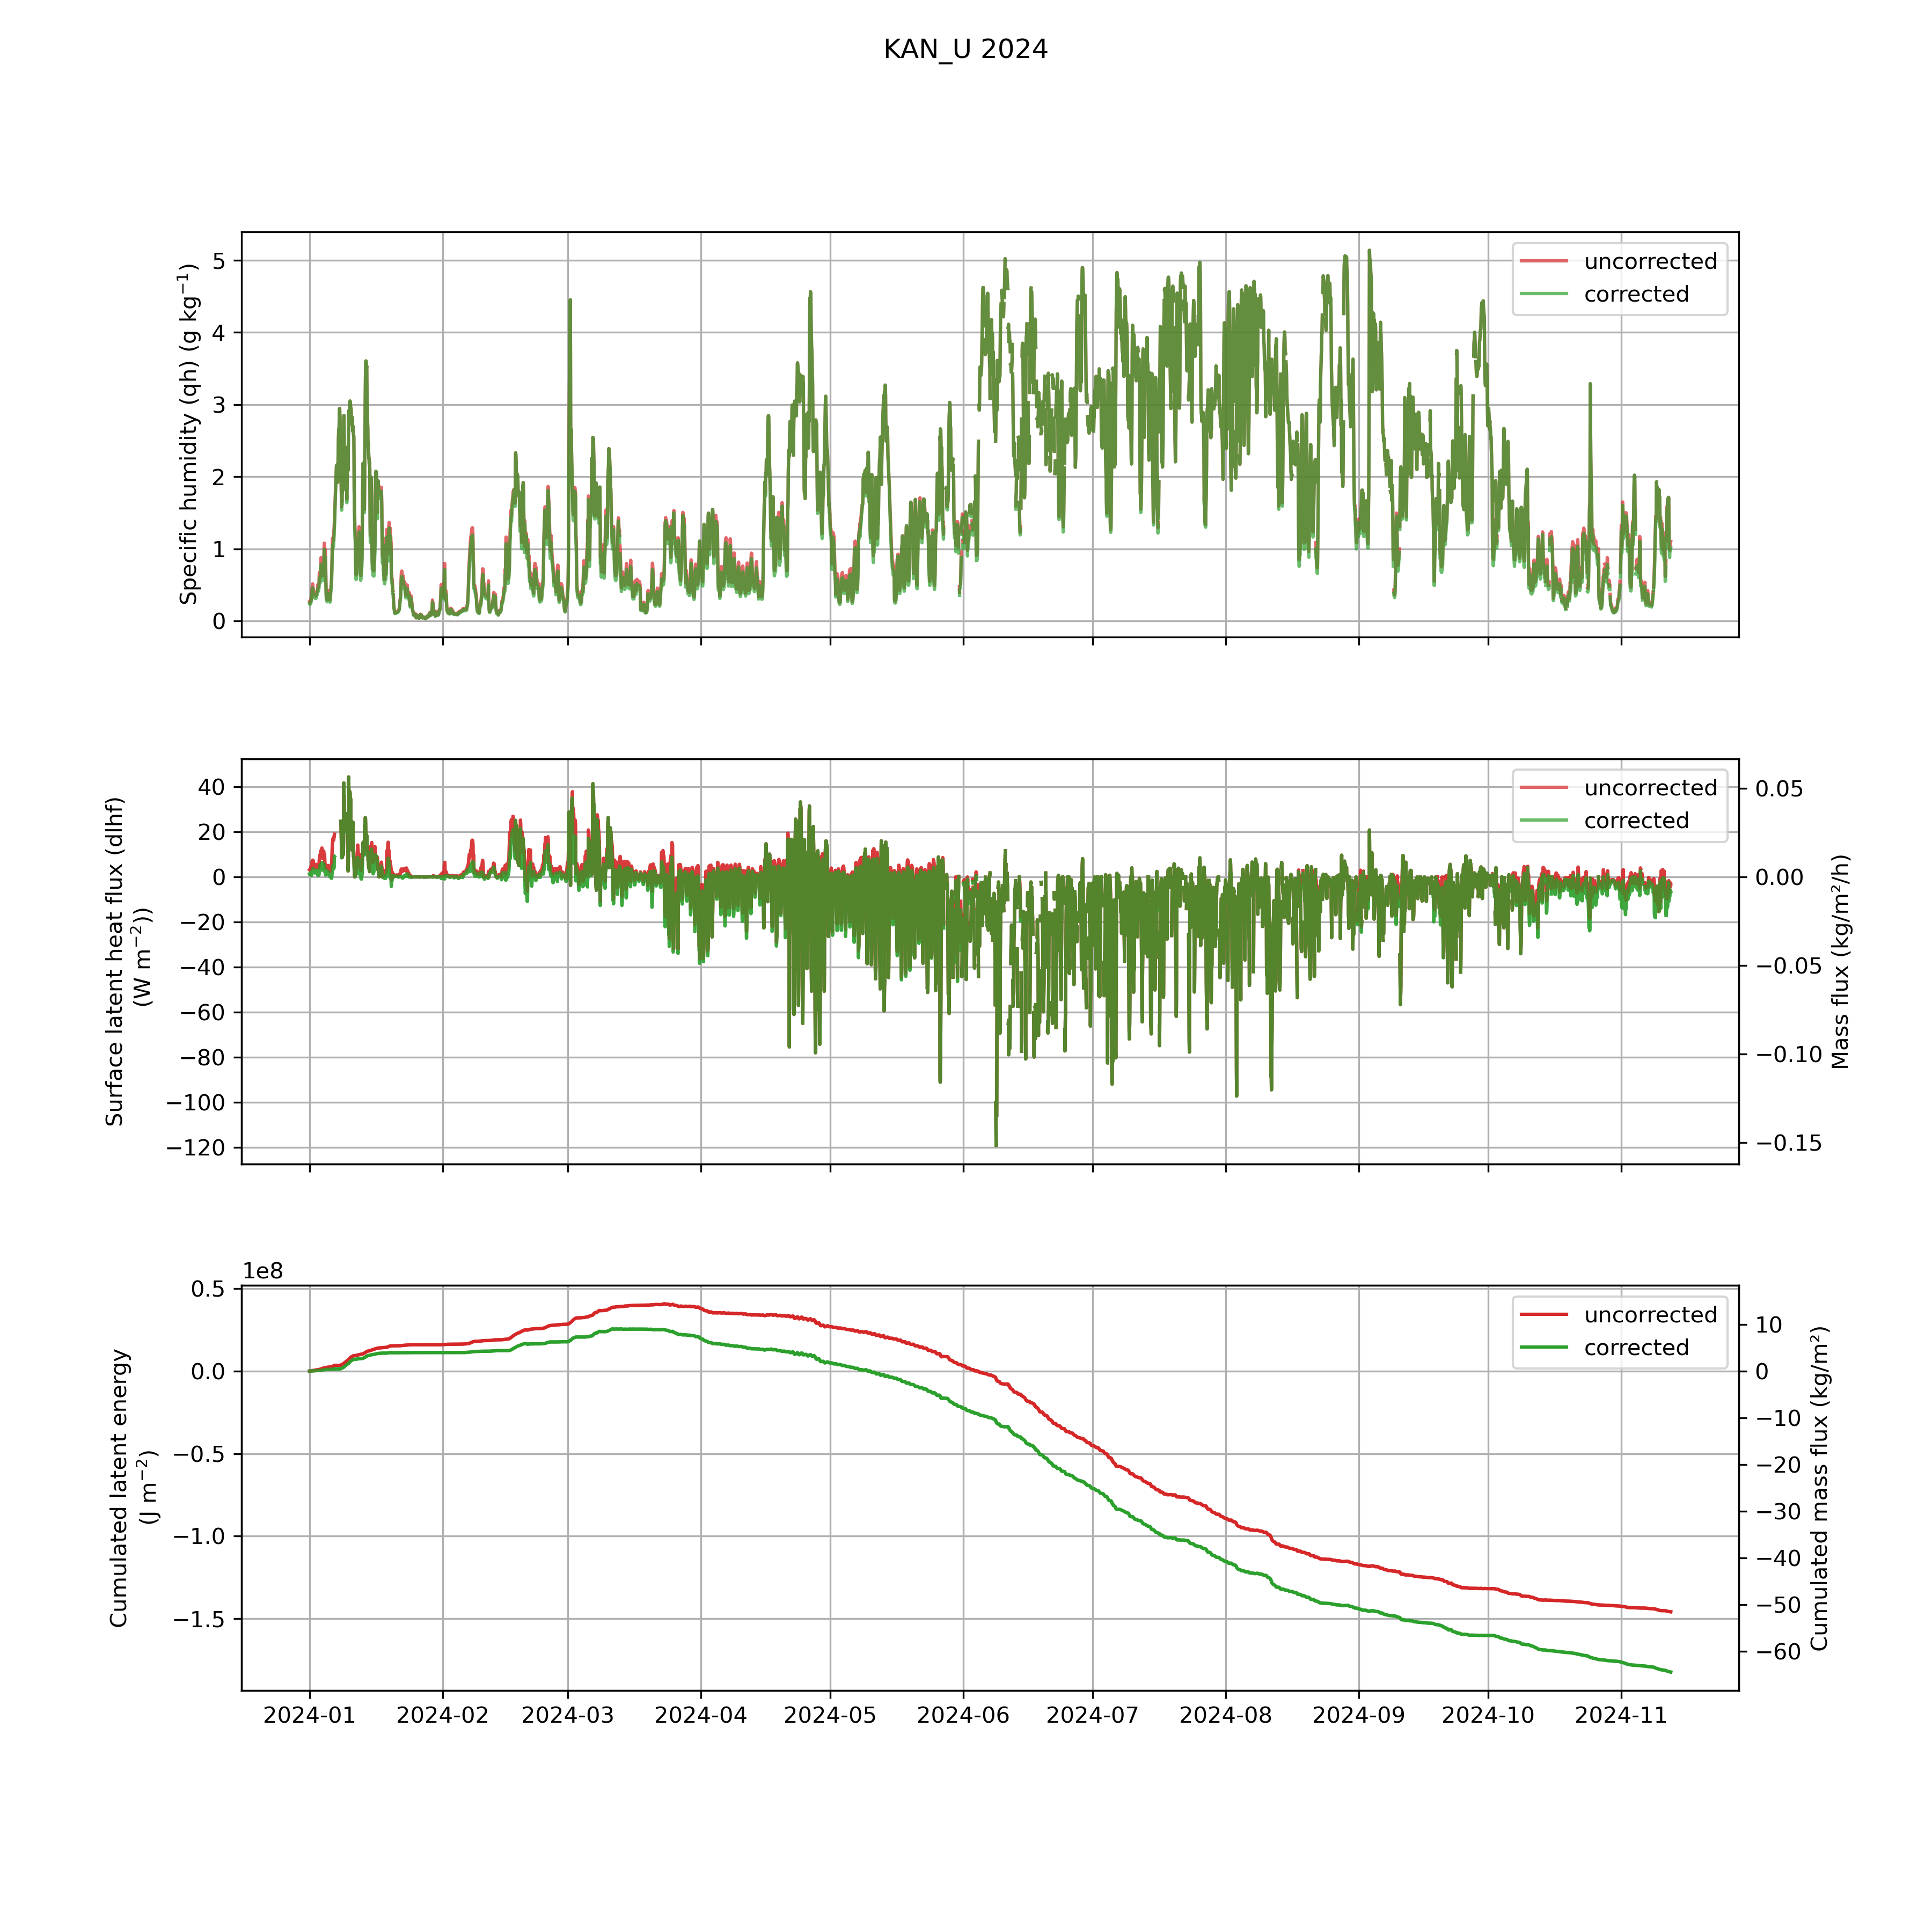 KAN_U 2024
Specific humidity (qh) (g kg⁻¹)
5
4
3
2
1
0
uncorrected
corrected
Surface latent heat flux (dlhf)
(W m⁻²))
40
20
0
−20
−40
−60
−80
−100
−120
uncorrected
corrected
0.05
0.00
−0.05
−0.10
−0.15
Mass flux (kg/m²/h)
1e8
Cumulated latent energy
(J m⁻²)
0.5
0.0
−0.5
−1.0
−1.5
uncorrected
corrected
10
0
−10
−20
−30
−40
−50
−60
Cumulated mass flux (kg/m²)
2024-01 2024-02 2024-03 2024-04 2024-05 2024-06 2024-07 2024-08 2024-09 2024-10 2024-11